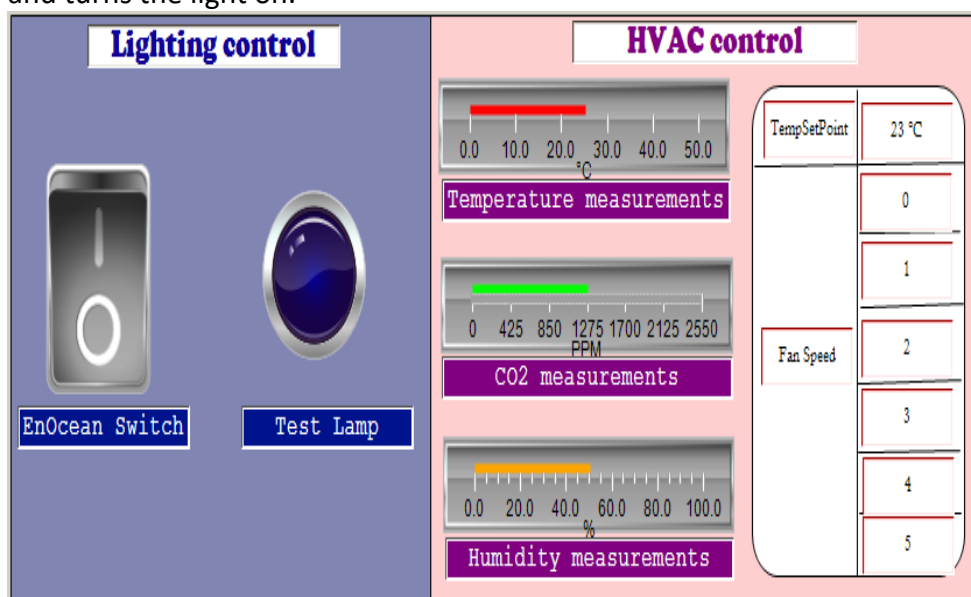 and turns the light on.
Lighting control
EnOcean Switch
Test Lamp
HVAC control
0.0 10.0 20.0 30.0 40.0 50.0
°C
Temperature measurements
0 425 850 1275 1700 2125 2550
PPM
CO2 measurements
0.0 20.0 40.0 60.0 80.0 100.0
%
Humidity measurements
TempSetPoint 23 °C
Fan Speed
0
1
2
3
4
5